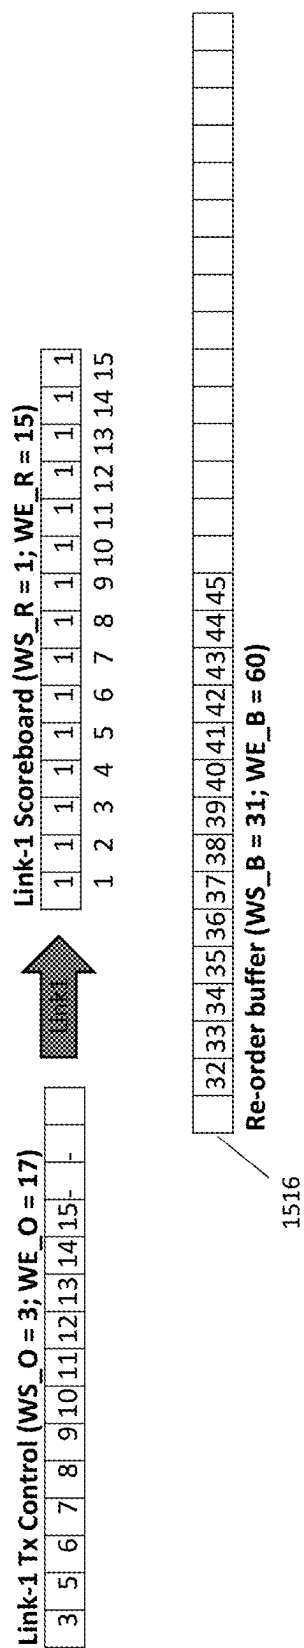 Link-1 Tx Control (WS_O = 3; WE_O = 17)
3 5 6 7 8 9 10 11 12 13 14 15 - -
Link1
Link-1 Scoreboard (WS_R = 1; WE_R = 15)
1 1 1 1 1 1 1 1 1 1 1 1 1 1 1
1 2 3 4 5 6 7 8 9 10 11 12 13 14 15
32 33 34 35 36 37 38 39 40 41 42 43 44 45
Re-order buffer (WS_B = 31; WE_B = 60)
1516